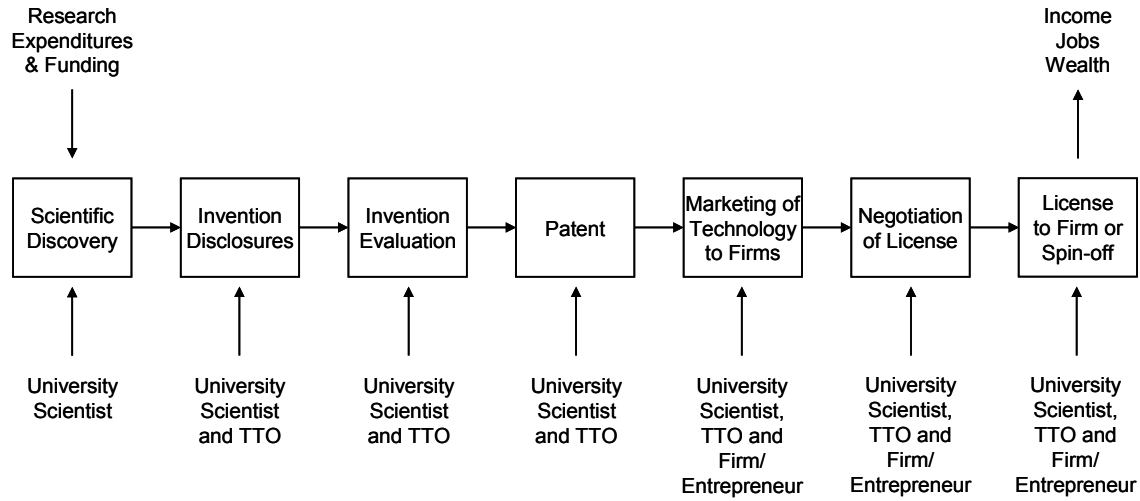 Research
Expenditures
& Funding
Income
Jobs
Wealth
Scientific
Discovery
Invention
Disclosures
Invention
Evaluation
Patent
Marketing of
Technology
to Firms
Negotiation
of License
License
to Firm or
Spin-off
University
Scientist
University
Scientist
and TTO
University
Scientist
and TTO
University
Scientist
and TTO
University
Scientist,
TTO and
Firm/
Entrepreneur
University
Scientist,
TTO and
Firm/
Entrepreneur
University
Scientist,
TTO and
Firm/
Entrepreneur